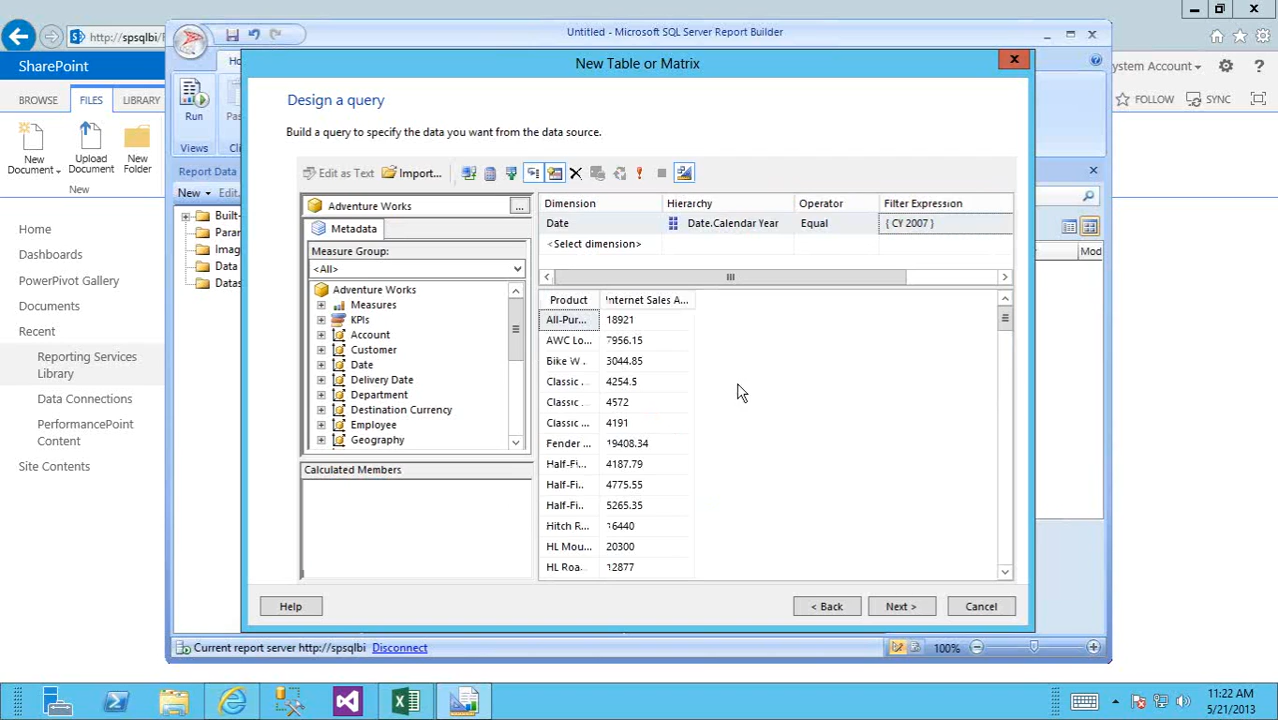 http://spsqlbi/
Untitled - Microsoft SQL Server Report Builder
SharePoint
System Account
BROWSE
FILES
LIBRARY
FOLLOW
SYNC
New Document
Upload Document
New Folder
New
Run
Views
Report Data
New
Edit
Built-
Param
Imag
Data
Datas
Mod
Home
Dashboards
PowerPivot Gallery
Documents
Recent
Reporting Services
Library
Data Connections
PerformancePoint
Content
Site Contents
New Table or Matrix
Design a query
Build a query to specify the data you want from the data source.
Edit as Text
Import...
Adventure Works
...
Metadata
Measure Group:
<All>
Adventure Works
Measures
KPIs
Account
Customer
Date
Delivery Date
Department
Destination Currency
Employee
Geography
Calculated Members
Dimension Hierarchy Operator Filter Expression
Date Date.Calendar Year Equal { CY 2007 }
<Select dimension>
Product Internet Sales A...
All-Pur... 18921
AWC Lo... 7956.15
Bike W... 3044.85
Classic ... 4254.5
Classic ... 4572
Classic ... 4191
Fender ... 19408.34
Half-Fi... 4187.79
Half-Fi... 4775.55
Half-Fi... 5265.35
Hitch R... 16440
HL Mou... 20300
HL Roa... 12877
Help
< Back
Next >
Cancel
Current report server http://spsqlbi
Disconnect
100%
11:22 AM
5/21/2013